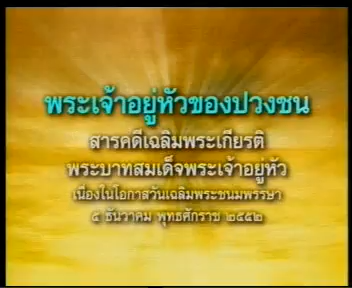 พระเจ้าอยู่หัวของปวงชน
สารคดีเฉลิมพระเกียรติ
พระบาทสมเด็จพระเจ้าอยู่หัว
เนื่องในโอกาสวันเฉลิมพระชนมพรรษา
๕ ธันวาคม พุทธศักราช ๒๕๕๒